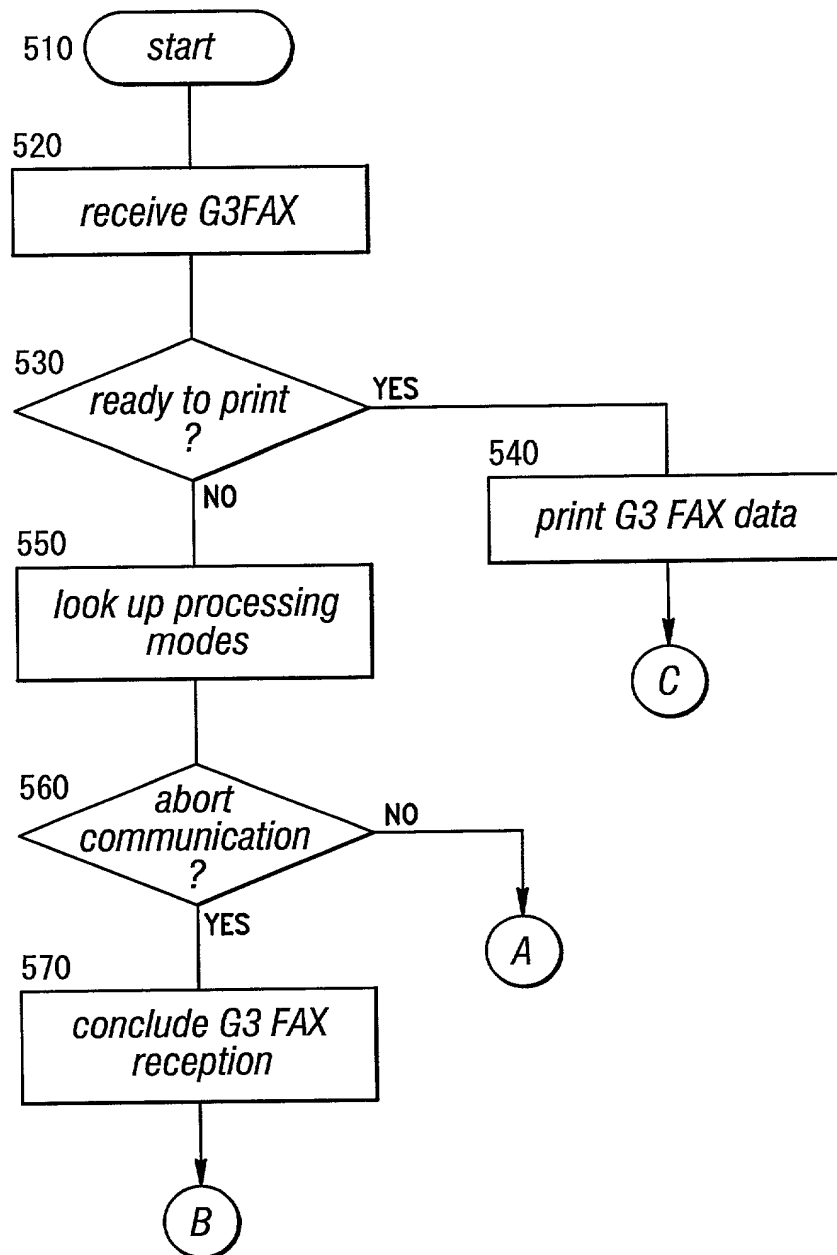 510
start
520
receive G3FAX
530
ready to print
?
YES
NO
540
print G3 FAX data
C
550
look up processing
modes
560
abort
communication
?
NO
YES
A
570
conclude G3 FAX
reception
B